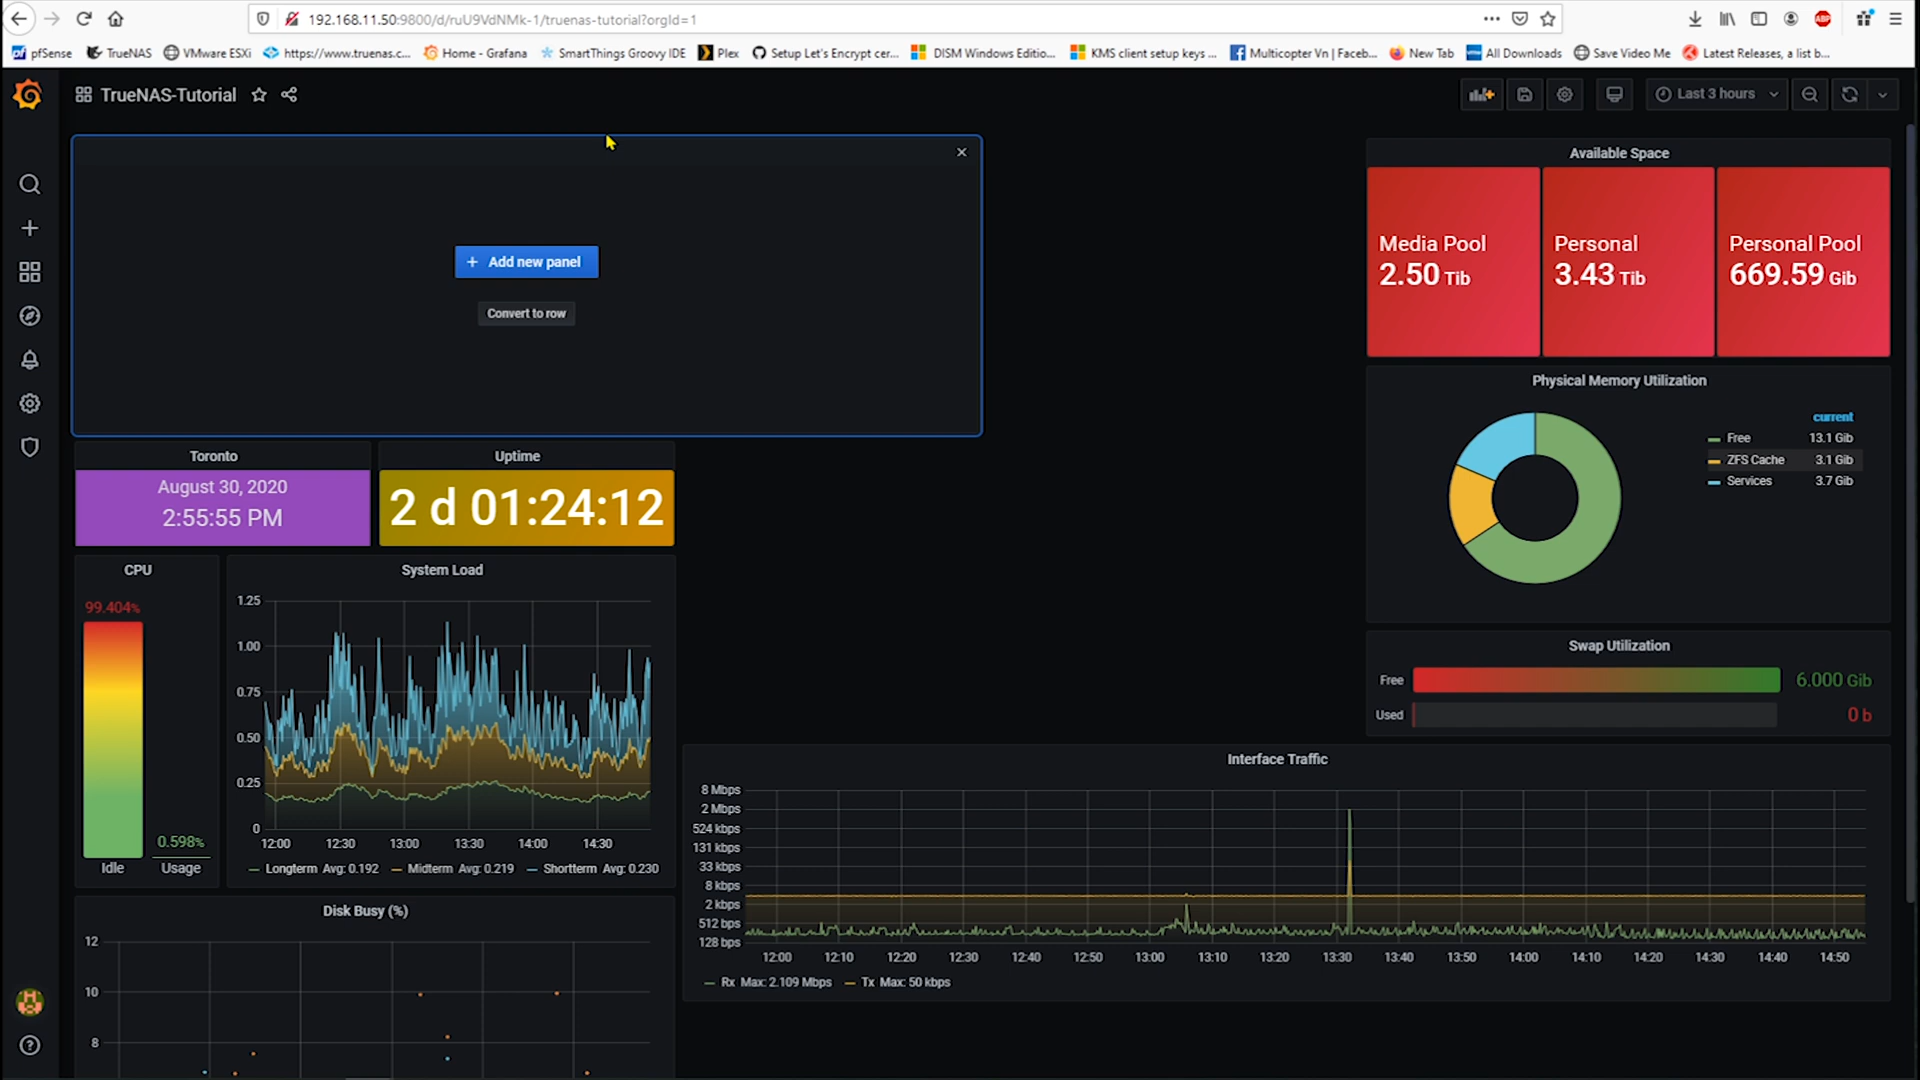 192.168.11.50:9800/d/ruU9VdNMk-1/truenas-tutorial?orgId=1
ABP
pfSense TrueNAS VMware ESXi https://www.truenas.c... Home - Grafana SmartThings Groovy IDE Plex Setup Let's Encrypt cer... DISM Windows Editio... KMS client setup keys ... Multicopter Vn | Faceb... New Tab All Downloads Save Video Me Latest Releases, a list b...
TrueNAS-Tutorial
Last 3 hours
Add new panel
Convert to row
Available Space
Media Pool
2.50 Tib
Personal
3.43 Tib
Personal Pool
669.59 Gib
Physical Memory Utilization
current
Free 13.1 Gib
ZFS Cache 3.1 Gib
Services 3.7 Gib
Toronto
August 30, 2020
2:55:55 PM
Uptime
2 d 01:24:12
CPU
99.404%
0.598%
Idle
Usage
System Load
1.25
1.00
0.75
0.50
0.25
0
12:00 12:30 13:00 13:30 14:00 14:30
Longterm Avg: 0.192 Midterm Avg: 0.219 Shortterm Avg: 0.230
Swap Utilization
Free 6.000 Gib
Used 0 b
Interface Traffic
8 Mbps
2 Mbps
524 kbps
131 kbps
33 kbps
8 kbps
2 kbps
512 bps
128 bps
12:00 12:10 12:20 12:30 12:40 12:50 13:00 13:10 13:20 13:30 13:40 13:50 14:00 14:10 14:20 14:30 14:40 14:50
Rx Max: 2.109 Mbps Tx Max: 50 kbps
Disk Busy (%)
12
10
8